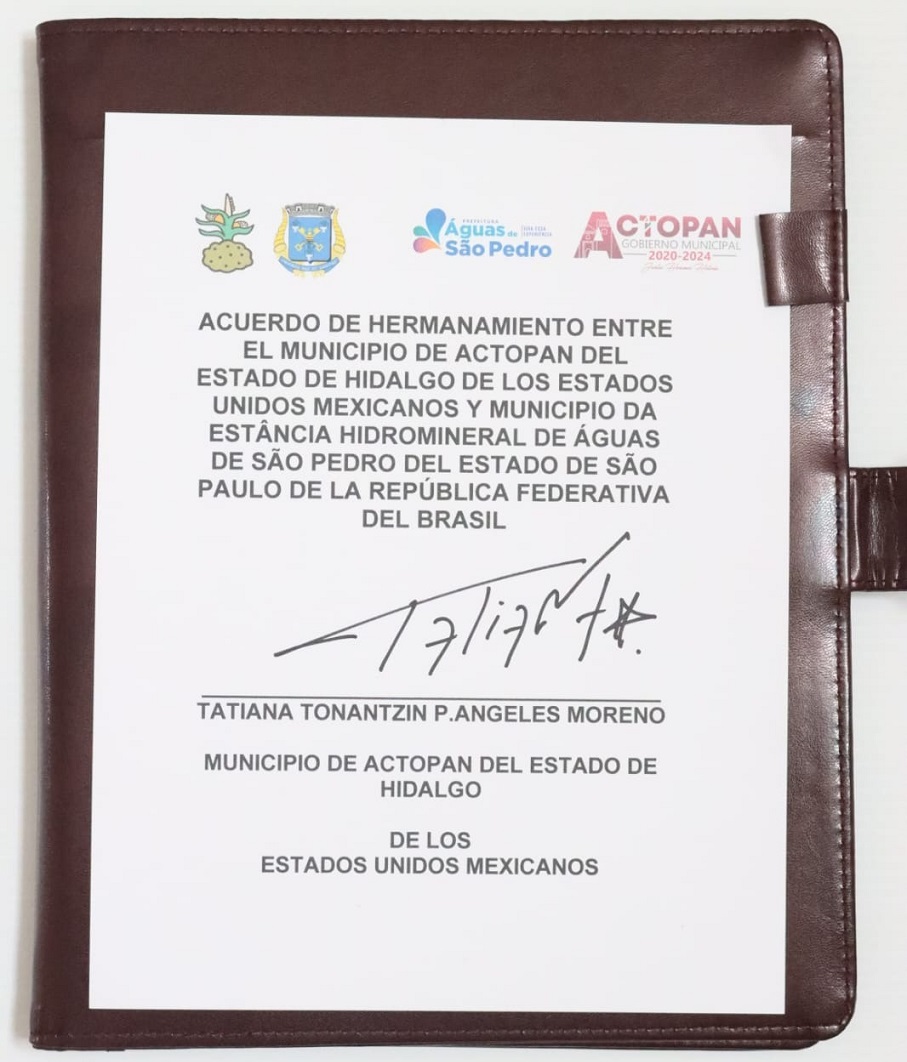 PREFEITURA
Águas de
São Pedro
ACTOPAN
GOBIERNO MUNICIPAL
2020-2024
ACUERDO DE HERMANAMIENTO ENTRE
EL MUNICIPIO DE ACTOPAN DEL
ESTADO DE HIDALGO DE LOS ESTADOS
UNIDOS MEXICANOS Y MUNICIPIO DA
ESTÂNCIA HIDROMINERAL DE ÁGUAS
DE SÃO PEDRO DEL ESTADO DE SÃO
PAULO DE LA REPÚBLICA FEDERATIVA
DEL BRASIL
TATIANA TONANTZIN P.ANGELES MORENO
MUNICIPIO DE ACTOPAN DEL ESTADO DE
HIDALGO
DE LOS
ESTADOS UNIDOS MEXICANOS